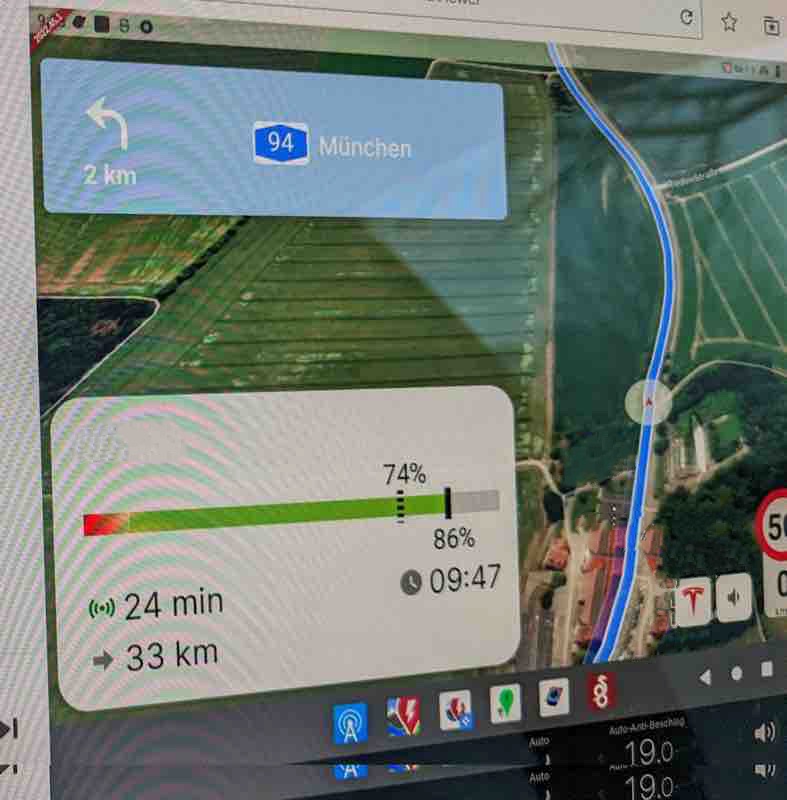 94 München
2 km
74%
86%
09:47
24 min
33 km
Auto
Auto-Anti-Beschlag
19.0
Auto
19.0